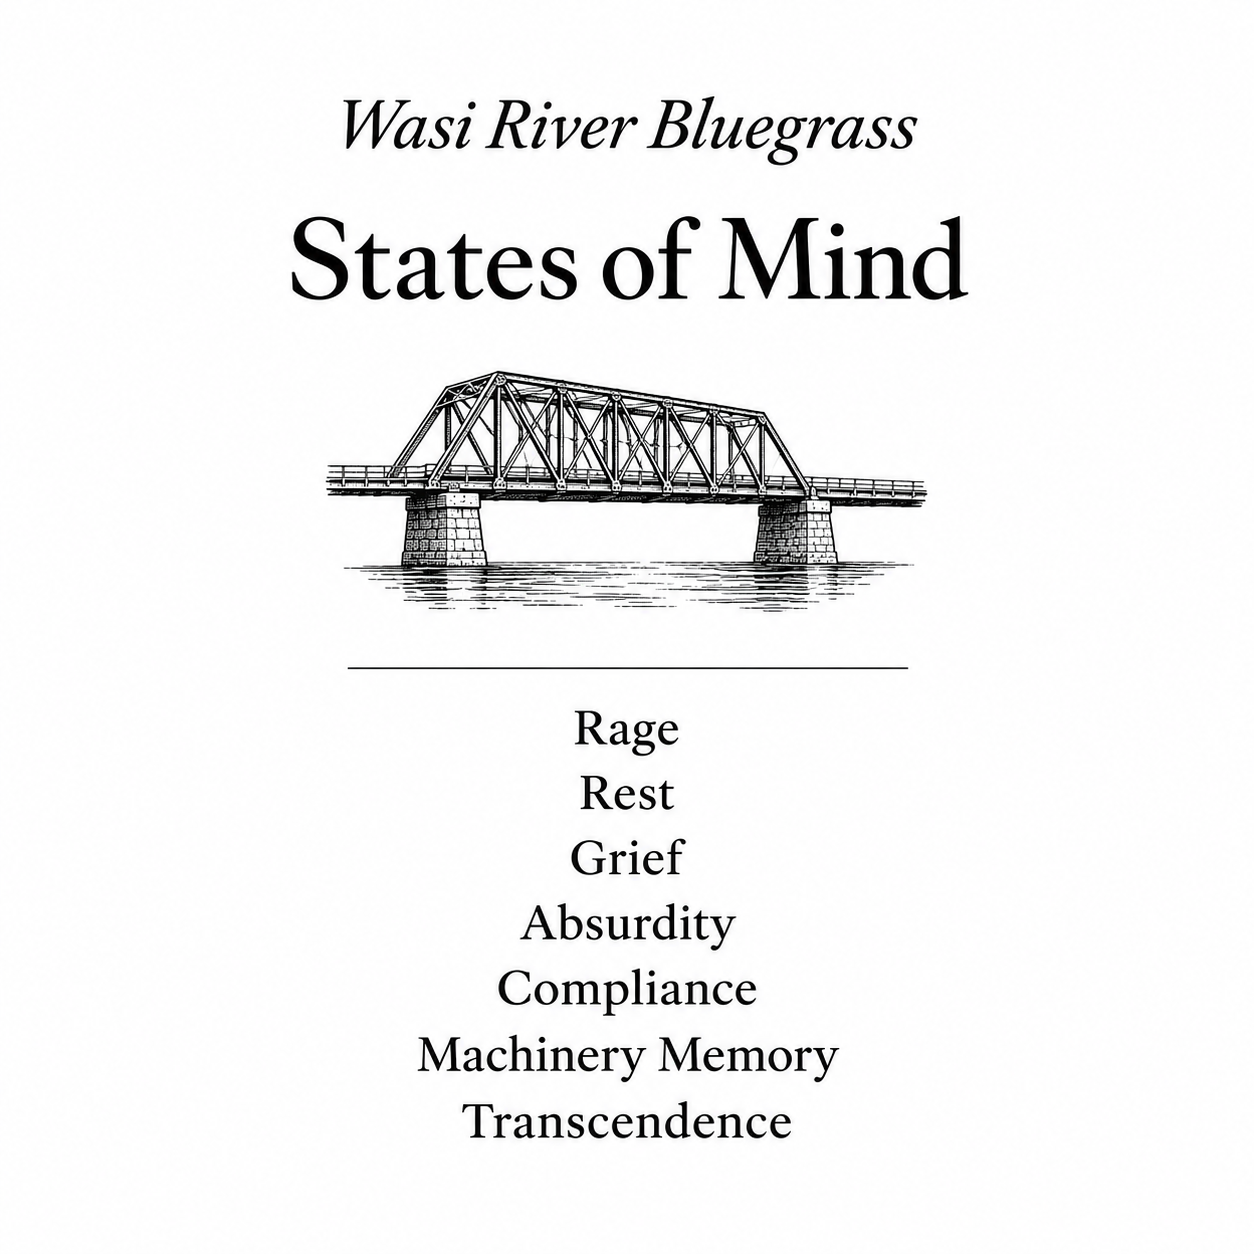 Wasi River Bluegrass
States of Mind
Rage
Rest
Grief
Absurdity
Compliance
Machinery Memory
Transcendence